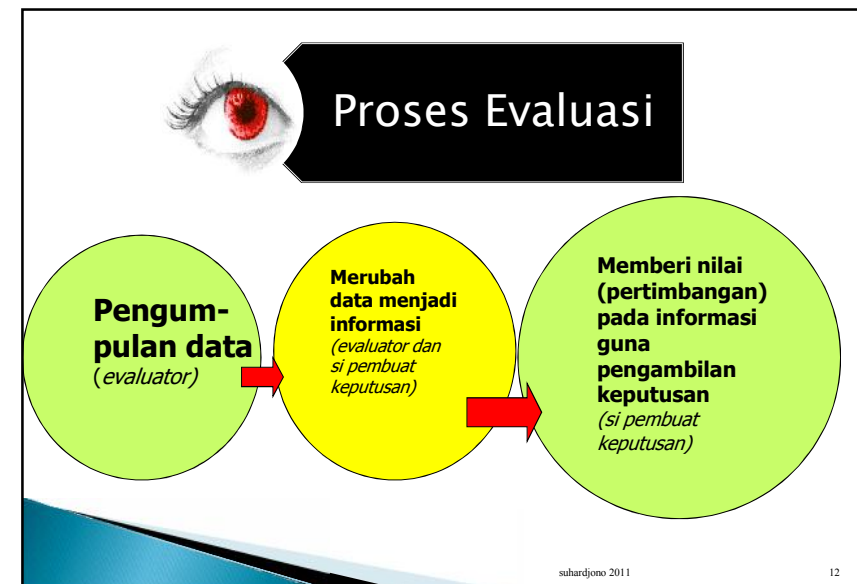 Proses Evaluasi
Pengum-
pulan data
(evaluator)
Merubah
data menjadi
informasi
(evaluator dan
si pembuat
keputusan)
Memberi nilai
(pertimbangan)
pada informasi
guna
pengambilan
keputusan
(si pembuat
keputusan)
suhardjono 2011
12